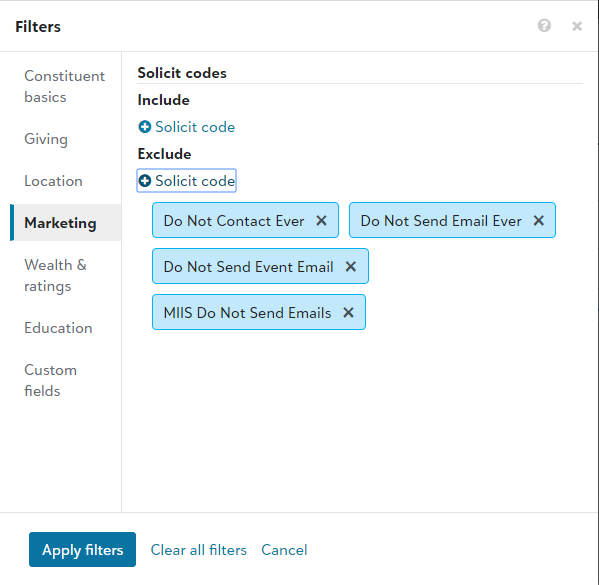 Filters
Constituent
basics
Giving
Location
Marketing
Wealth &
ratings
Education
Custom
fields
Solicit codes
Include
Solicit code
Exclude
Solicit code
Do Not Contact Ever
Do Not Send Email Ever
Do Not Send Event Email
MIIS Do Not Send Emails
Apply filters
Clear all filters
Cancel